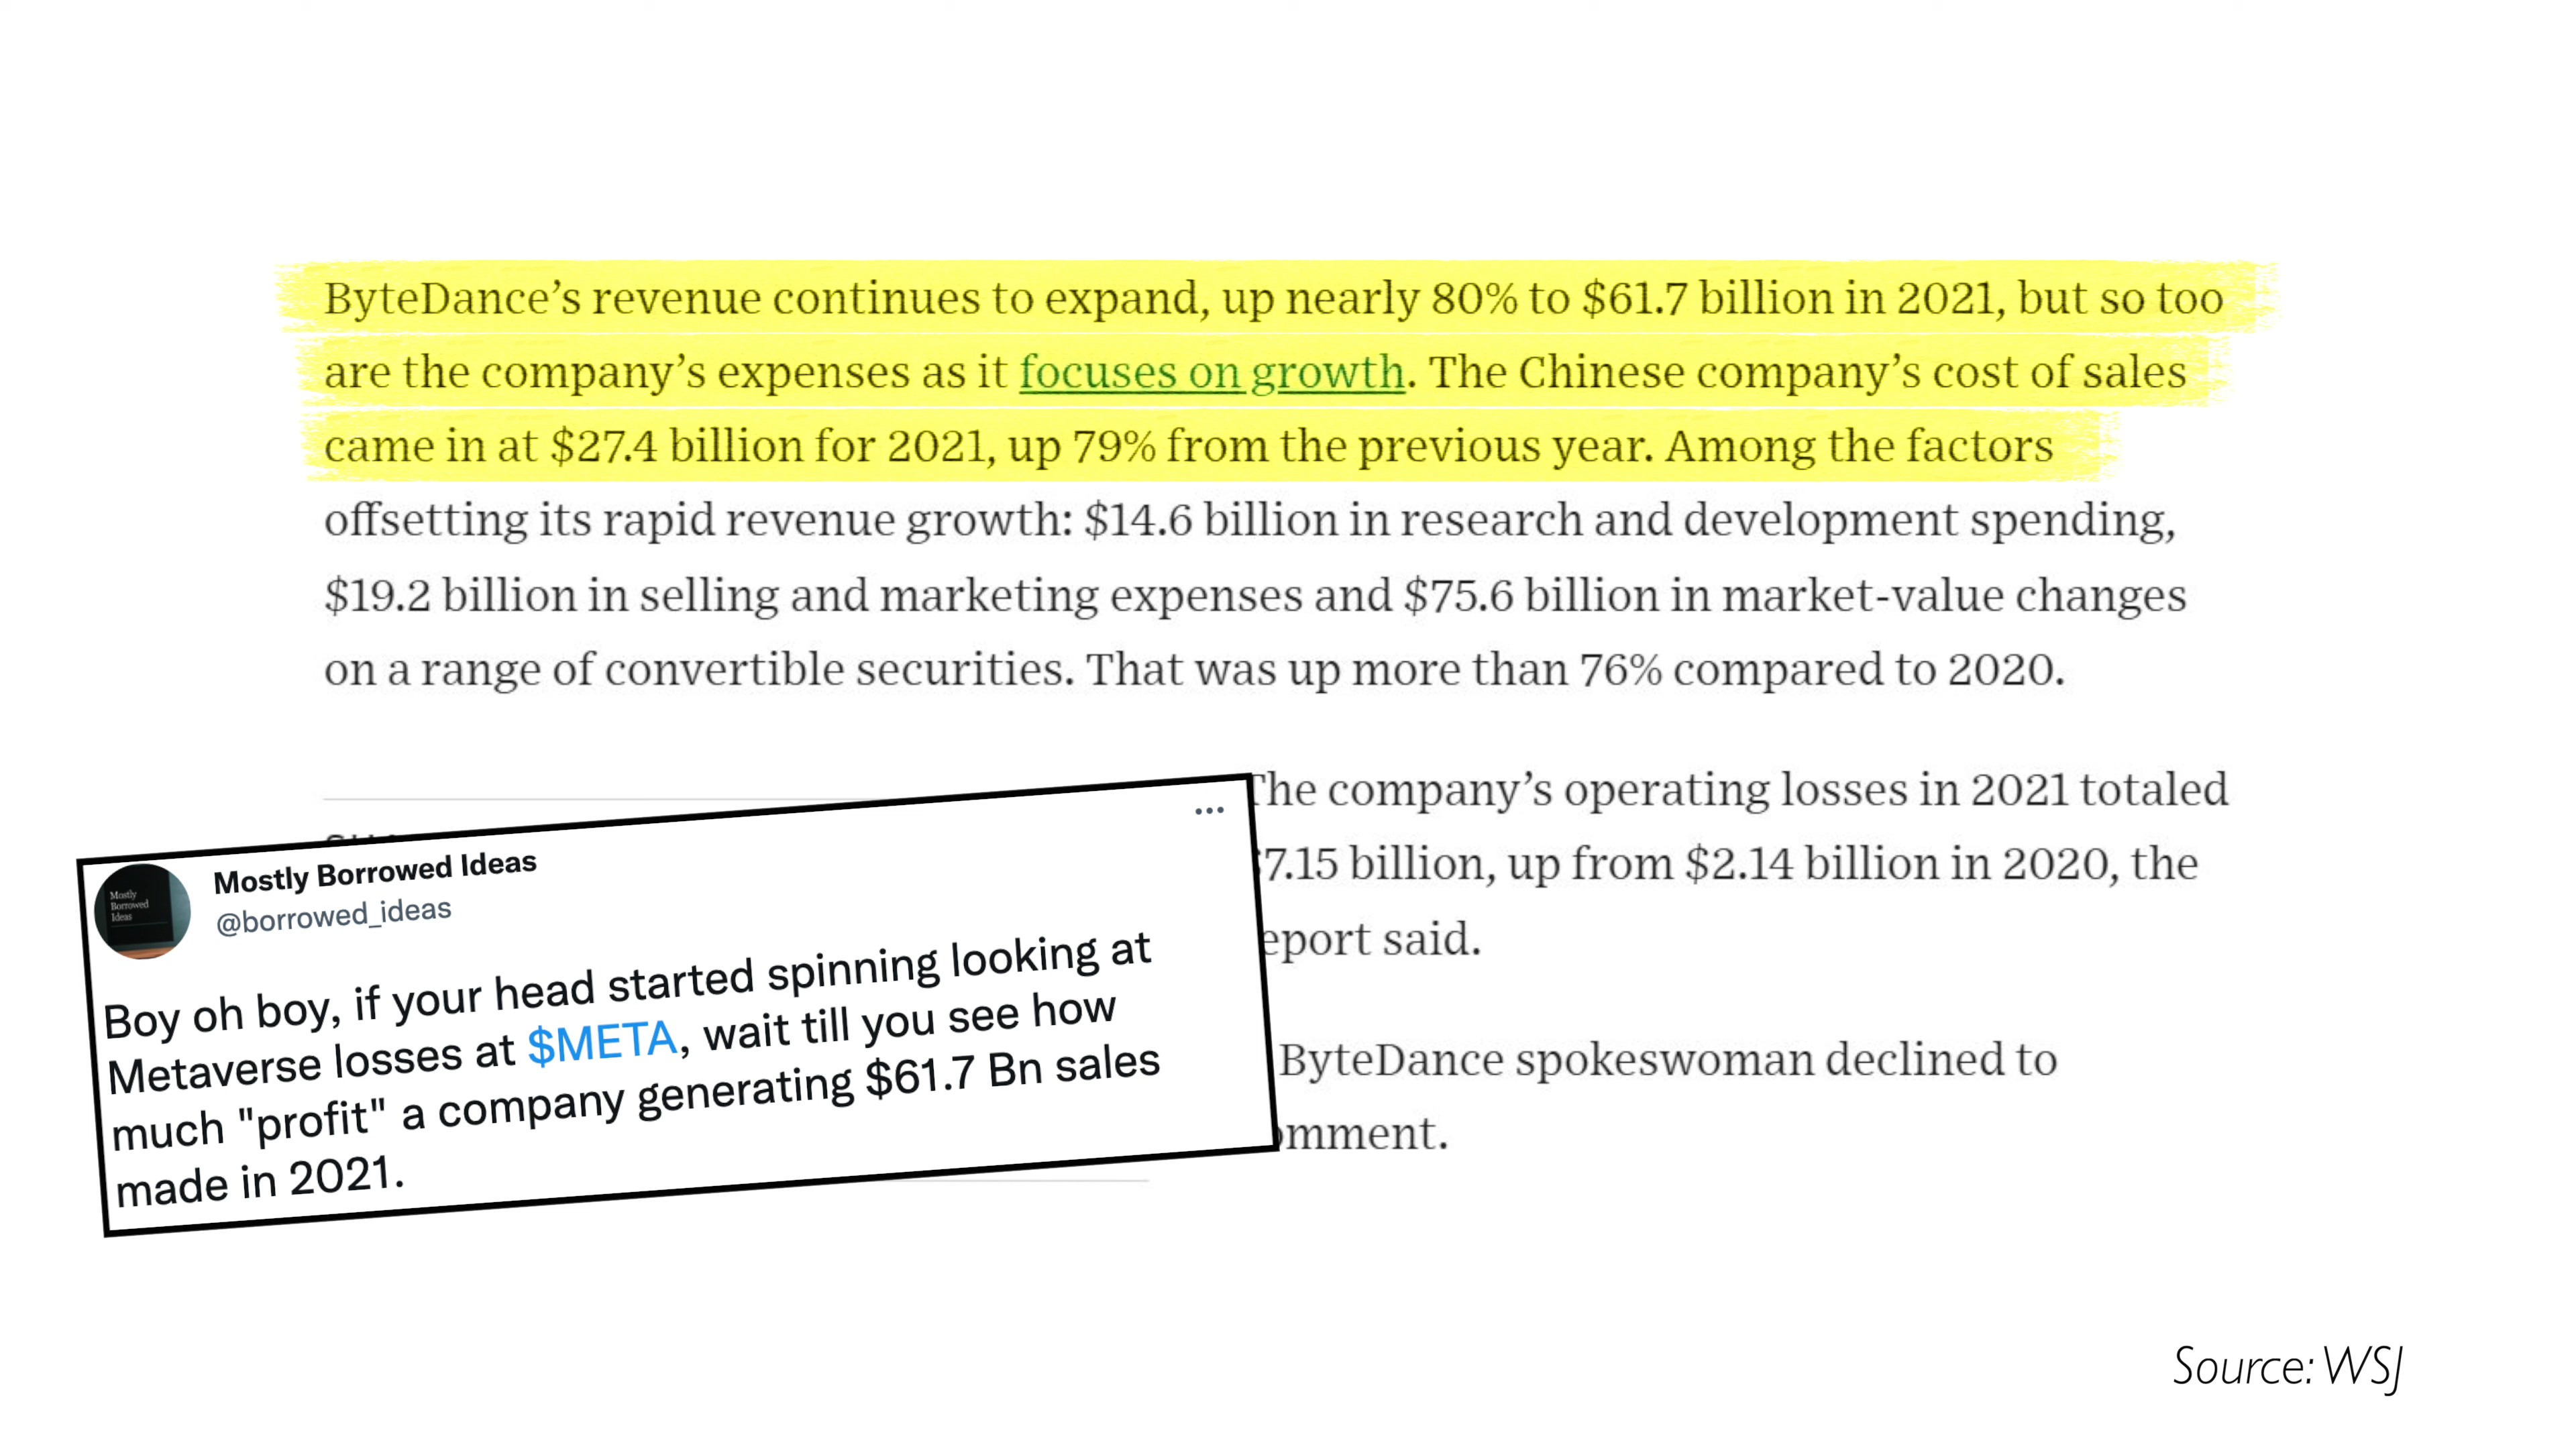 ByteDance’s revenue continues to expand, up nearly 80% to $61.7 billion in 2021, but so too
are the company’s expenses as it focuses on growth. The Chinese company’s cost of sales
came in at $27.4 billion for 2021, up 79% from the previous year. Among the factors
offsetting its rapid revenue growth: $14.6 billion in research and development spending,
$19.2 billion in selling and marketing expenses and $75.6 billion in market-value changes
on a range of convertible securities. That was up more than 76% compared to 2020.
The company’s operating losses in 2021 totaled
$7.15 billion, up from $2.14 billion in 2020, the
eport said.
ByteDance spokeswoman declined to
omment.
Mostly
Borrowed
Ideas
Mostly Borrowed Ideas
@borrowed_ideas
Boy oh boy, if your head started spinning looking at
Metaverse losses at $META, wait till you see how
much "profit" a company generating $61.7 Bn sales
made in 2021.
Source: WSJ